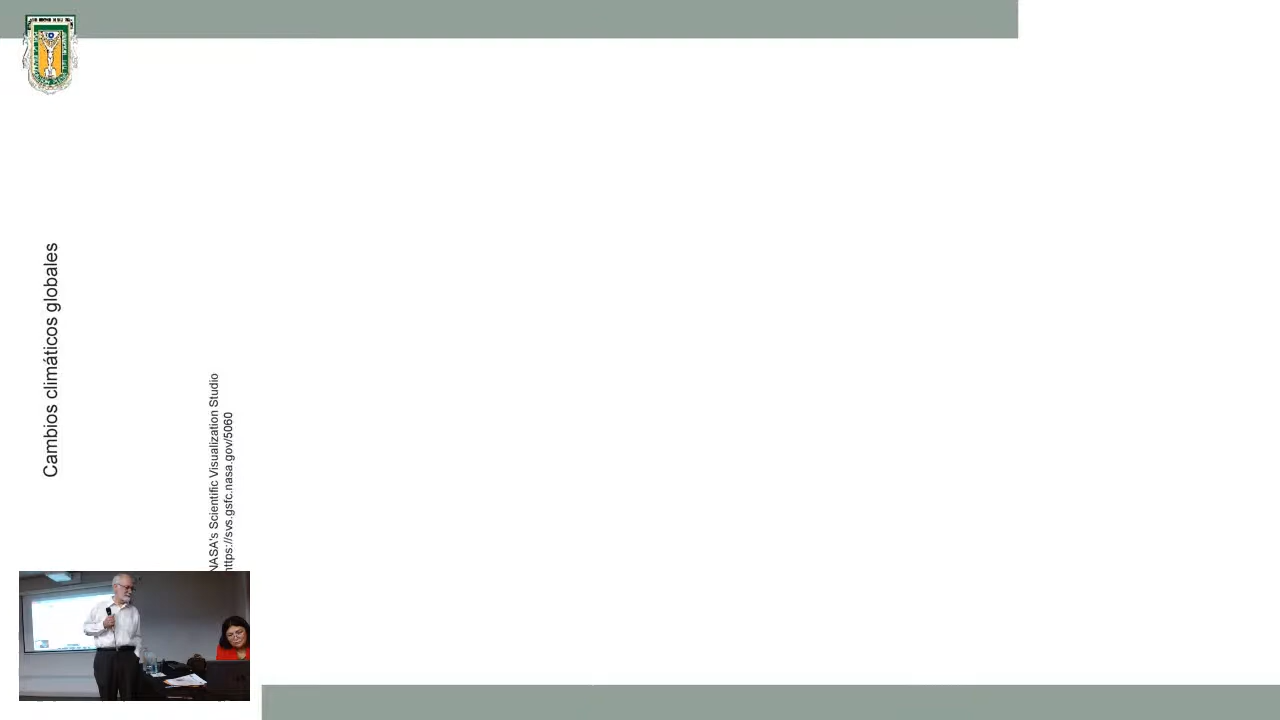 Cambios climáticos globales
NASA's Scientific Visualization Studio
https://svs.gsfc.nasa.gov/5060